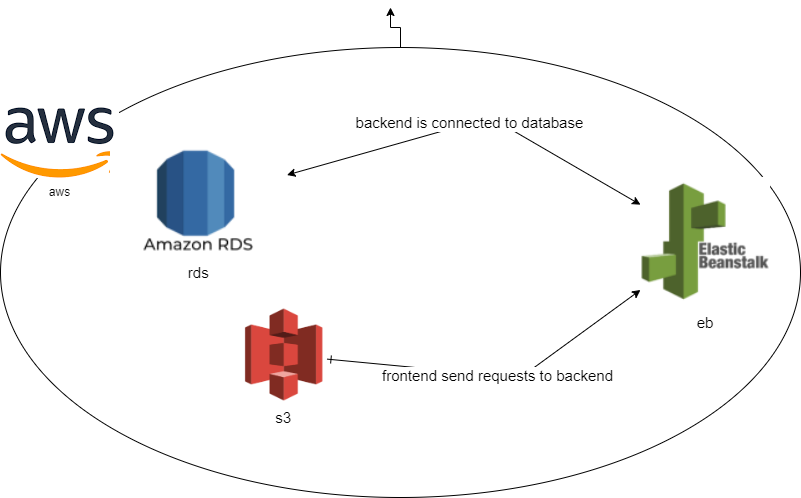 backend is connected to database
aws
aws
Amazon RDS
rds
Elastic
Beanstalk
eb
frontend send requests to backend
s3